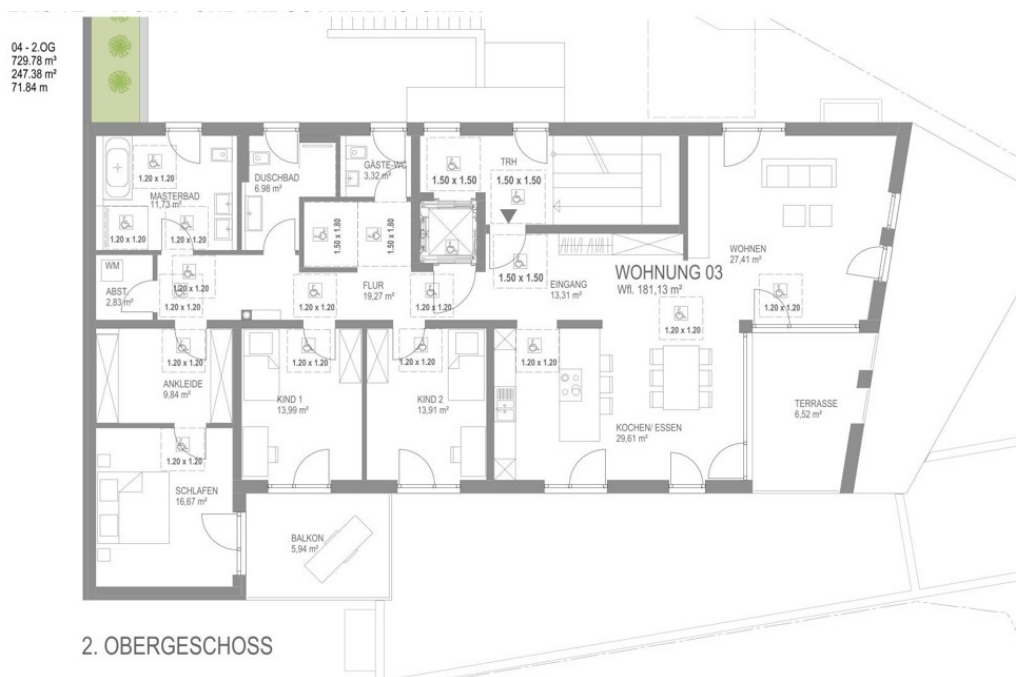 04 - 2.OG
729.78 m³
247.38 m²
71.84 m
1.20 x 1.20
MASTERBAD
11,73 m²
1.20 x 1.20
1.20 x 1.20
DUSCHBAD
6.98 m²
GÄSTE-WC
3,32 m²
1.50 x 1.80
1.50 x 1.80
1.50 x 1.50
TRH
1.50 x 1.50
1.50 x 1.50
WOHNEN
27,41 m²
WOHNUNG 03
Wfl. 181,13 m²
EINGANG
13,31 m²
WM
ABST.
2,83 m²
1.20 x 1.20
1.20 x 1.20
1.20 x 1.20
FLUR
19,27 m²
1.20 x 1.20
1.20 x 1.20
1.20 x 1.20
1.20 x 1.20
ANKLEIDE
9,84 m²
1.20 x 1.20
KIND 1
13,99 m²
1.20 x 1.20
KIND 2
13,91 m²
1.20 x 1.20
KOCHEN/ ESSEN
29,61 m²
TERRASSE
6,52 m²
1.20 x 1.20
SCHLAFEN
16,67 m²
BALKON
5,94 m²
2. OBERGESCHOSS